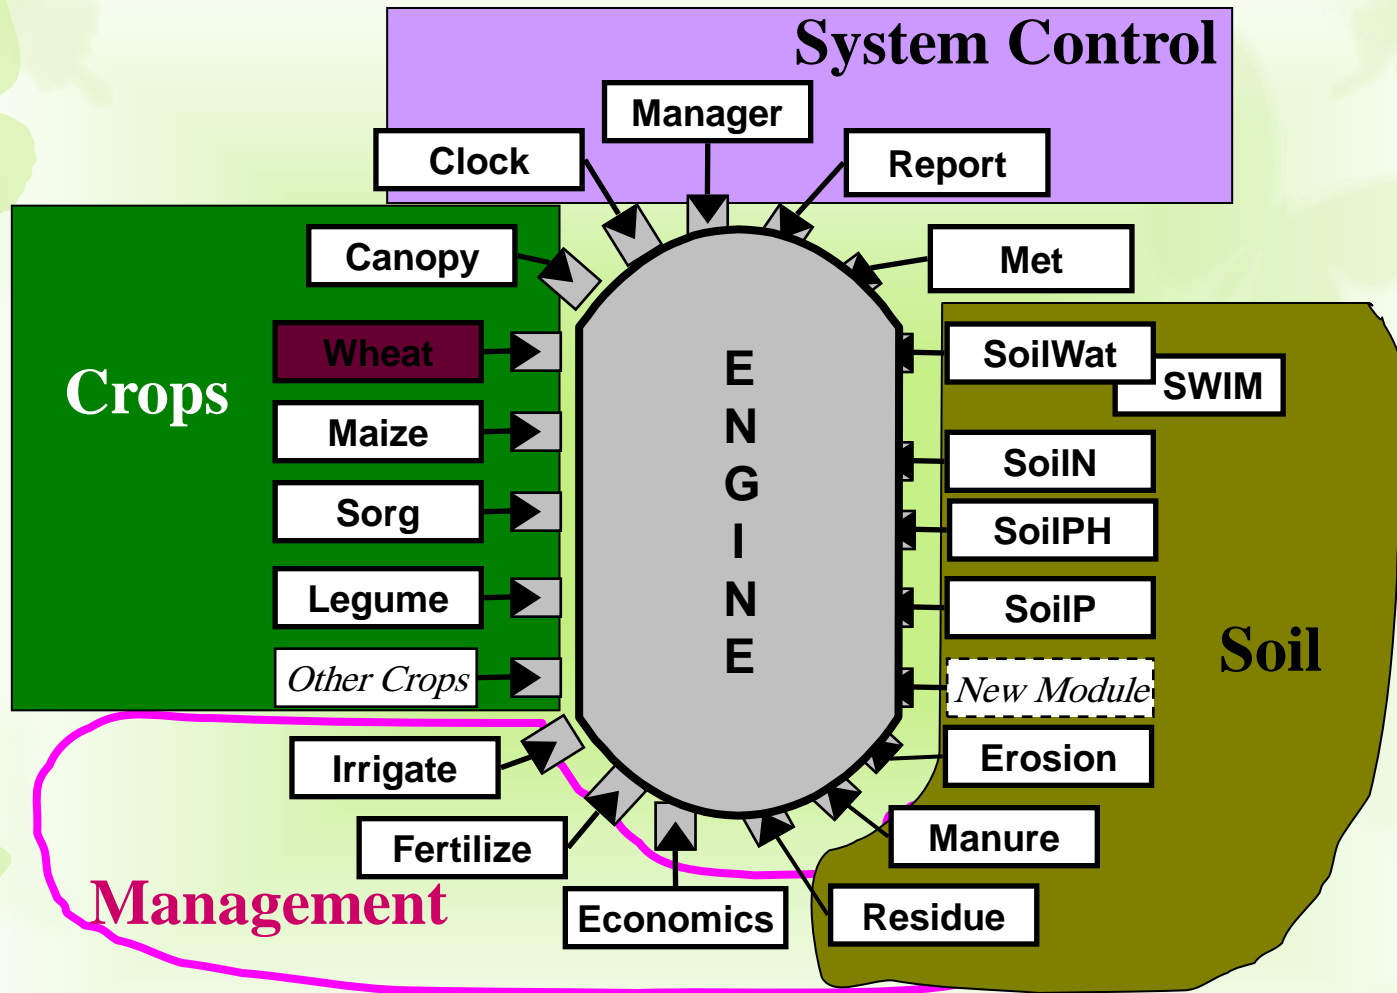 System Control
Manager
Clock
Report
Canopy
Met
Crops
Wheat
Maize
Sorg
Legume
Other Crops
E
N
G
I
N
E
SoilWat
SWIM
SoilN
SoilPH
SoilP
New Module
Soil
Erosion
Manure
Residue
Irrigate
Fertilize
Economics
Management